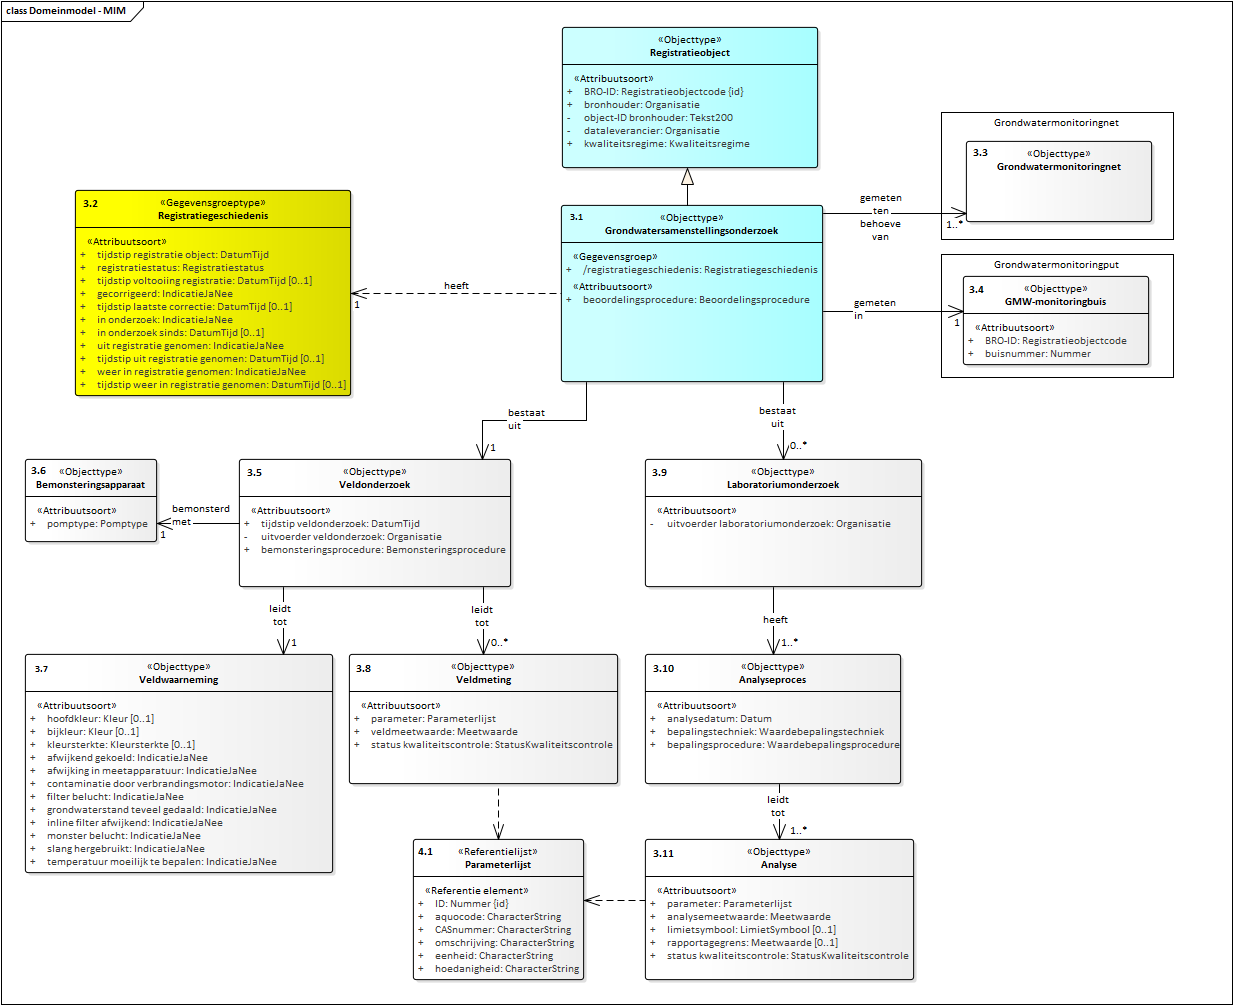 class Domeinmodel - MIM
«Objecttype»
Registratieobject
«Attribuutsoort»
+ BRO-ID: Registratieobjectcode {id}
+ bronhouder: Organisatie
- object-ID bronhouder: Tekst200
- dataleverancier: Organisatie
+ kwaliteitsregime: Kwaliteitsregime
Grondwatermonitoringnet
3.3 «Objecttype»
Grondwatermonitoringnet
3.2 «Gegevensgroeptype»
Registratiegeschiedenis
«Attribuutsoort»
+ tijdstip registratie object: DatumTijd
+ registratiestatus: Registratiestatus
+ tijdstip voltooiing registratie: DatumTijd [0..1]
+ gecorrigeerd: IndicatieJaNee
+ tijdstip laatste correctie: DatumTijd [0..1]
+ in onderzoek: IndicatieJaNee
+ in onderzoek sinds: DatumTijd [0..1]
+ uit registratie genomen: IndicatieJaNee
+ tijdstip uit registratie genomen: DatumTijd [0..1]
+ weer in registratie genomen: IndicatieJaNee
+ tijdstip weer in registratie genomen: DatumTijd [0..1]
heeft
1
3.1 «Objecttype»
Grondwatersamenstellingsonderzoek
«Gegevensgroep»
+ /registratiegeschiedenis: Registratiegeschiedenis
«Attribuutsoort»
+ beoordelingsprocedure: Beoordelingsprocedure
gemeten
ten
behoeve
van
1..*
Grondwatermonitoringput
3.4 «Objecttype»
GMW-monitoringbuis
«Attribuutsoort»
+ BRO-ID: Registratieobjectcode
+ buisnummer: Nummer
gemeten
in
1
bestaat
uit
1
bestaat
uit
0..*
3.6 «Objecttype»
Bemonsteringsapparaat
«Attribuutsoort»
+ pomptype: Pomptype
bemonsterd
met
1
3.5 «Objecttype»
Veldonderzoek
«Attribuutsoort»
+ tijdstip veldonderzoek: DatumTijd
- uitvoerder veldonderzoek: Organisatie
+ bemonsteringsprocedure: Bemonsteringsprocedure
3.9 «Objecttype»
Laboratoriumonderzoek
«Attribuutsoort»
- uitvoerder laboratoriumonderzoek: Organisatie
leidt
tot
1
leidt
tot
0..*
heeft
1..*
3.7 «Objecttype»
Veldwaarneming
«Attribuutsoort»
+ hoofdkleur: Kleur [0..1]
+ bijkleur: Kleur [0..1]
+ kleursterkte: Kleursterkte [0..1]
+ afwijkend gekoeld: IndicatieJaNee
+ afwijking in meetapparatuur: IndicatieJaNee
+ contaminatie door verbrandingsmotor: IndicatieJaNee
+ filter belucht: IndicatieJaNee
+ grondwaterstand teveel gedaald: IndicatieJaNee
+ inline filter afwijkend: IndicatieJaNee
+ monster belucht: IndicatieJaNee
+ slang hergebruikt: IndicatieJaNee
+ temperatuur moeilijk te bepalen: IndicatieJaNee
3.8 «Objecttype»
Veldmeting
«Attribuutsoort»
+ parameter: Parameterlijst
+ veldmeetwaarde: Meetwaarde
+ status kwaliteitscontrole: StatusKwaliteitscontrole
3.10 «Objecttype»
Analyseproces
«Attribuutsoort»
+ analysedatum: Datum
+ bepalingstechniek: Waardebepalingstechniek
+ bepalingsprocedure: Waardebepalingsprocedure
leidt
tot
1..*
4.1 «Referentielijst»
Parameterlijst
«Referentie element»
+ ID: Nummer {id}
+ aquocode: CharacterString
+ CASnummer: CharacterString
+ omschrijving: CharacterString
+ eenheid: CharacterString
+ hoedanigheid: CharacterString
3.11 «Objecttype»
Analyse
«Attribuutsoort»
+ parameter: Parameterlijst
+ analysemeetwaarde: Meetwaarde
+ limietsymbool: LimietSymbool [0..1]
+ rapportagegrens: Meetwaarde [0..1]
+ status kwaliteitscontrole: StatusKwaliteitscontrole